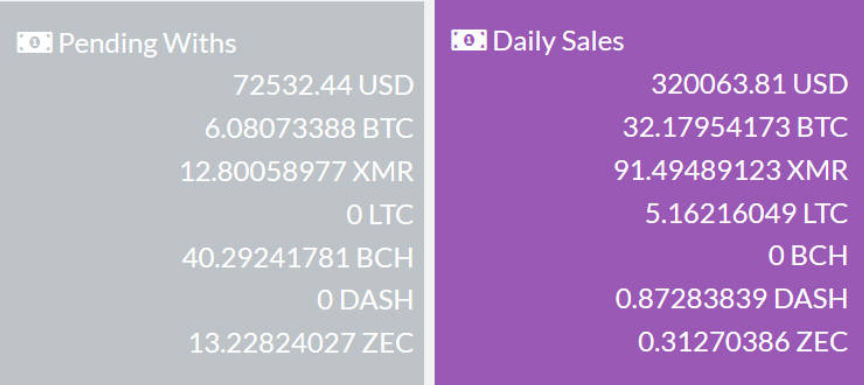 Pending Withs
72532.44 USD
6.08073388 BTC
12.80058977 XMR
0 LTC
40.29241781 BCH
0 DASH
13.22824027 ZEC
Daily Sales
320063.81 USD
32.17954173 BTC
91.49489123 XMR
5.16216049 LTC
0 BCH
0.87283839 DASH
0.31270386 ZEC